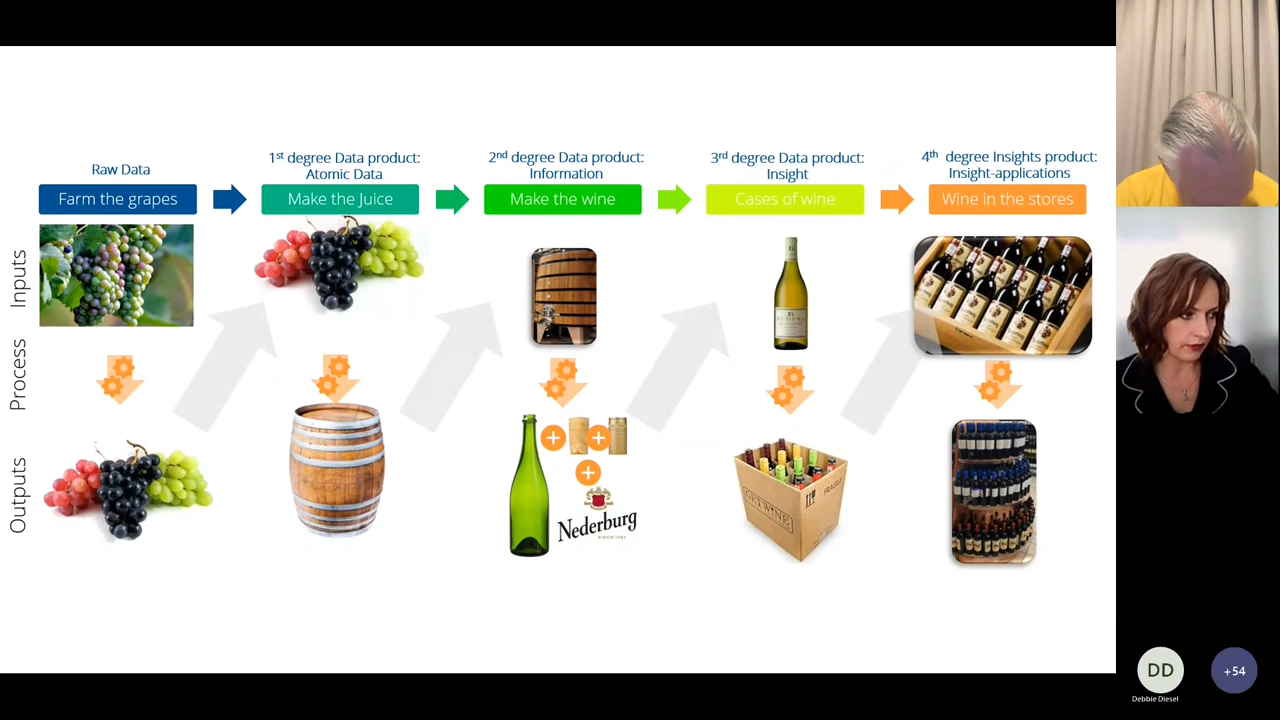 Raw Data
Farm the grapes
1st degree Data product:
Atomic Data
Make the Juice
2nd degree Data product:
Information
Make the wine
3rd degree Data product:
Insight
Cases of wine
4th degree Insights product:
Insight-applications
Wine in the stores
Inputs
Process
Outputs
Nederburg
GETWINE
FRAGILE
DD
Debbie Diesel
+54